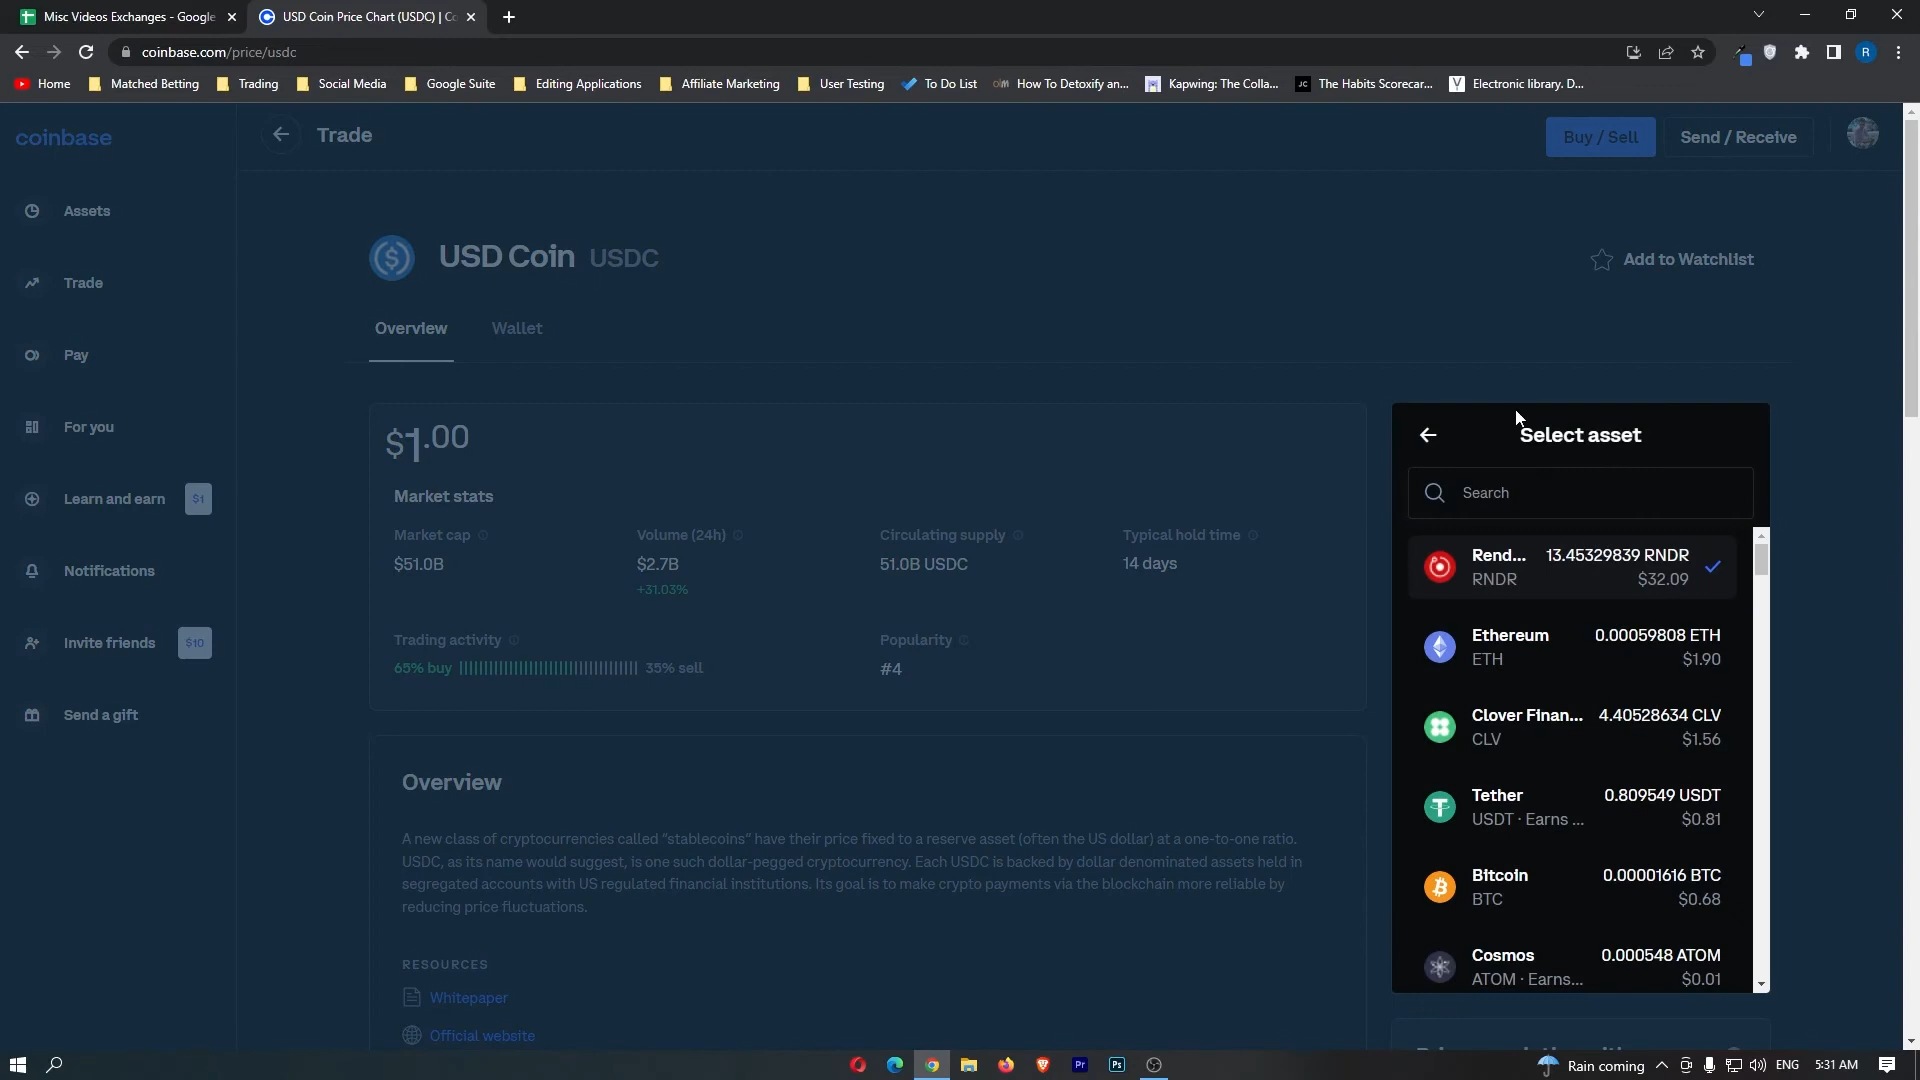 Misc Videos Exchanges - Google
USD Coin Price Chart (USDC) | Co
coinbase.com/price/usdc
R
Home
Matched Betting
Trading
Social Media
Google Suite
Editing Applications
Affiliate Marketing
User Testing
To Do List
How To Detoxify an...
Kapwing: The Colla...
JC The Habits Scorecar...
Electronic library. D...
coinbase
Trade
Buy / Sell
Send / Receive
Assets
Trade
Pay
For you
Learn and earn $1
Notifications
Invite friends $10
Send a gift
USD Coin USDC
Add to Watchlist
Overview
Wallet
$1.00
Market stats
Market cap
Volume (24h)
Circulating supply
Typical hold time
$51.0B
$2.7B
51.0B USDC
14 days
+31.03%
Trading activity
Popularity
65% buy
35% sell
#4
Overview
A new class of cryptocurrencies called “stablecoins” have their price fixed to a reserve asset (often the US dollar) at a one-to-one ratio.
USDC, as its name would suggest, is one such dollar-pegged cryptocurrency. Each USDC is backed by dollar denominated assets held in
segregated accounts with US regulated financial institutions. Its goal is to make crypto payments via the blockchain more reliable by
reducing price fluctuations.
RESOURCES
Whitepaper
Official website
Select asset
Search
Rend... 13.45329839 RNDR
RNDR $32.09
Ethereum 0.00059808 ETH
ETH $1.90
Clover Finan... 4.40528634 CLV
CLV $1.56
Tether 0.809549 USDT
USDT · Earns ... $0.81
Bitcoin 0.00001616 BTC
BTC $0.68
Cosmos 0.000548 ATOM
ATOM · Earns... $0.01
Pr
Ps
Rain coming
ENG
5:31 AM